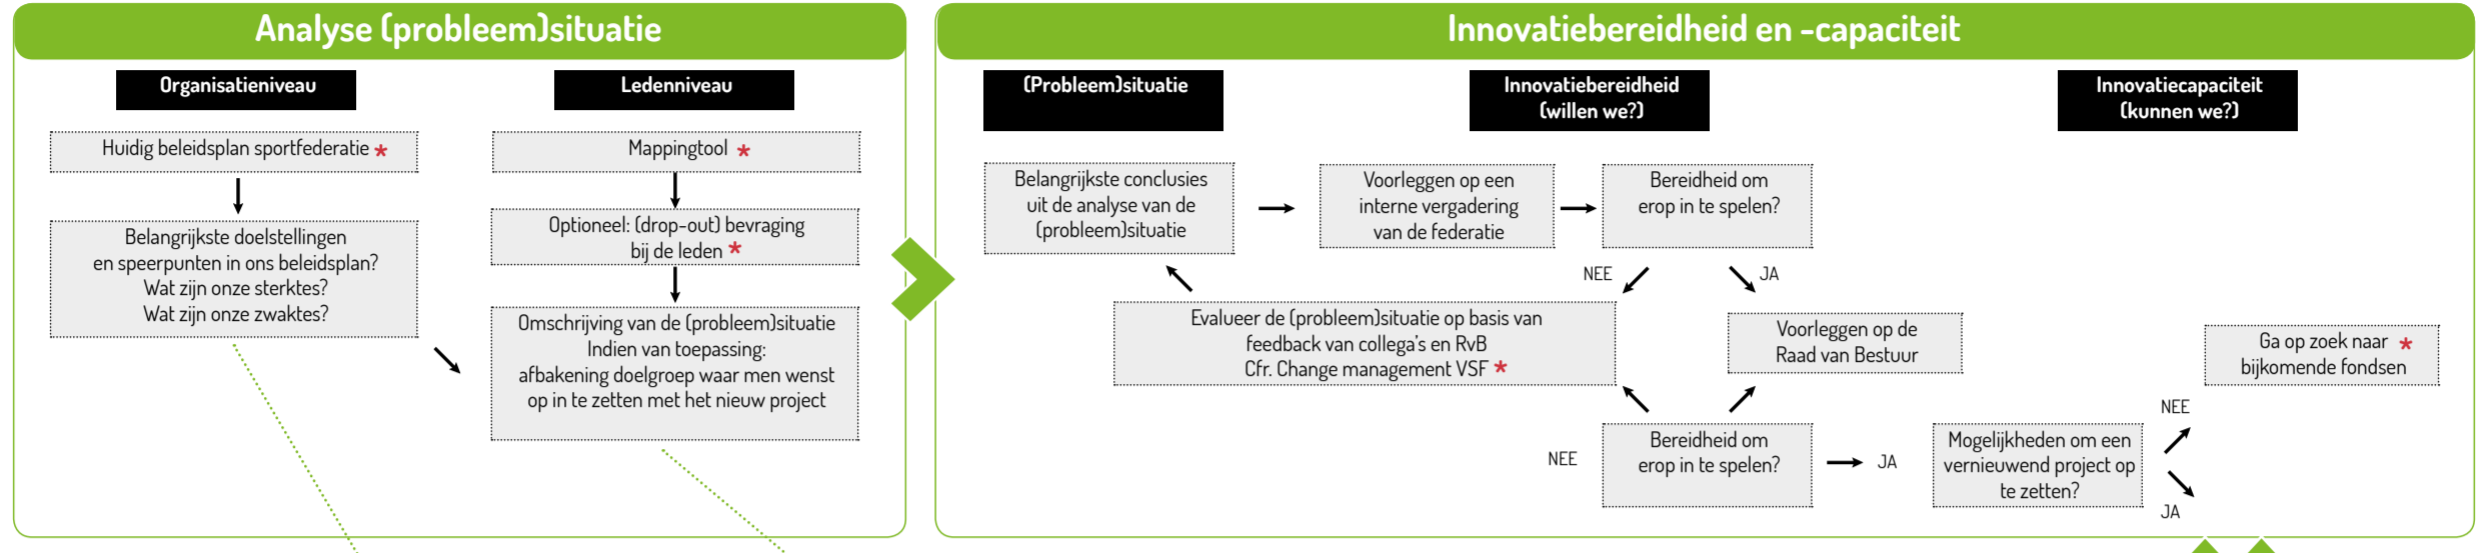 Analyse (probleem)situatie
Organisatieniveau
Huidig beleidsplan sportfederatie *
Belangrijkste doelstellingen
en speerpunten in ons beleidsplan?
Wat zijn onze sterktes?
Wat zijn onze zwaktes?
Ledenniveau
Mappingtool *
Optioneel: (drop-out) bevraging
bij de leden *
Omschrijving van de (probleem)situatie
Indien van toepassing:
afbakening doelgroep waar men wenst
op in te zetten met het nieuw project
Innovatiebereidheid en -capaciteit
(Probleem)situatie
Innovatiebereidheid
(willen we?)
Innovatiecapaciteit
(kunnen we?)
Belangrijkste conclusies
uit de analyse van de
(probleem)situatie
Voorleggen op een
interne vergadering
van de federatie
Bereidheid om
erop in te spelen?
NEE
JA
Evalueer de (probleem)situatie op basis van
feedback van collega's en RvB
Cfr. Change management VSF *
Voorleggen op de
Raad van Bestuur
NEE
Bereidheid om
erop in te spelen?
JA
Mogelijkheden om een
vernieuwend project op
te zetten?
NEE
Ga op zoek naar *
bijkomende fondsen
JA